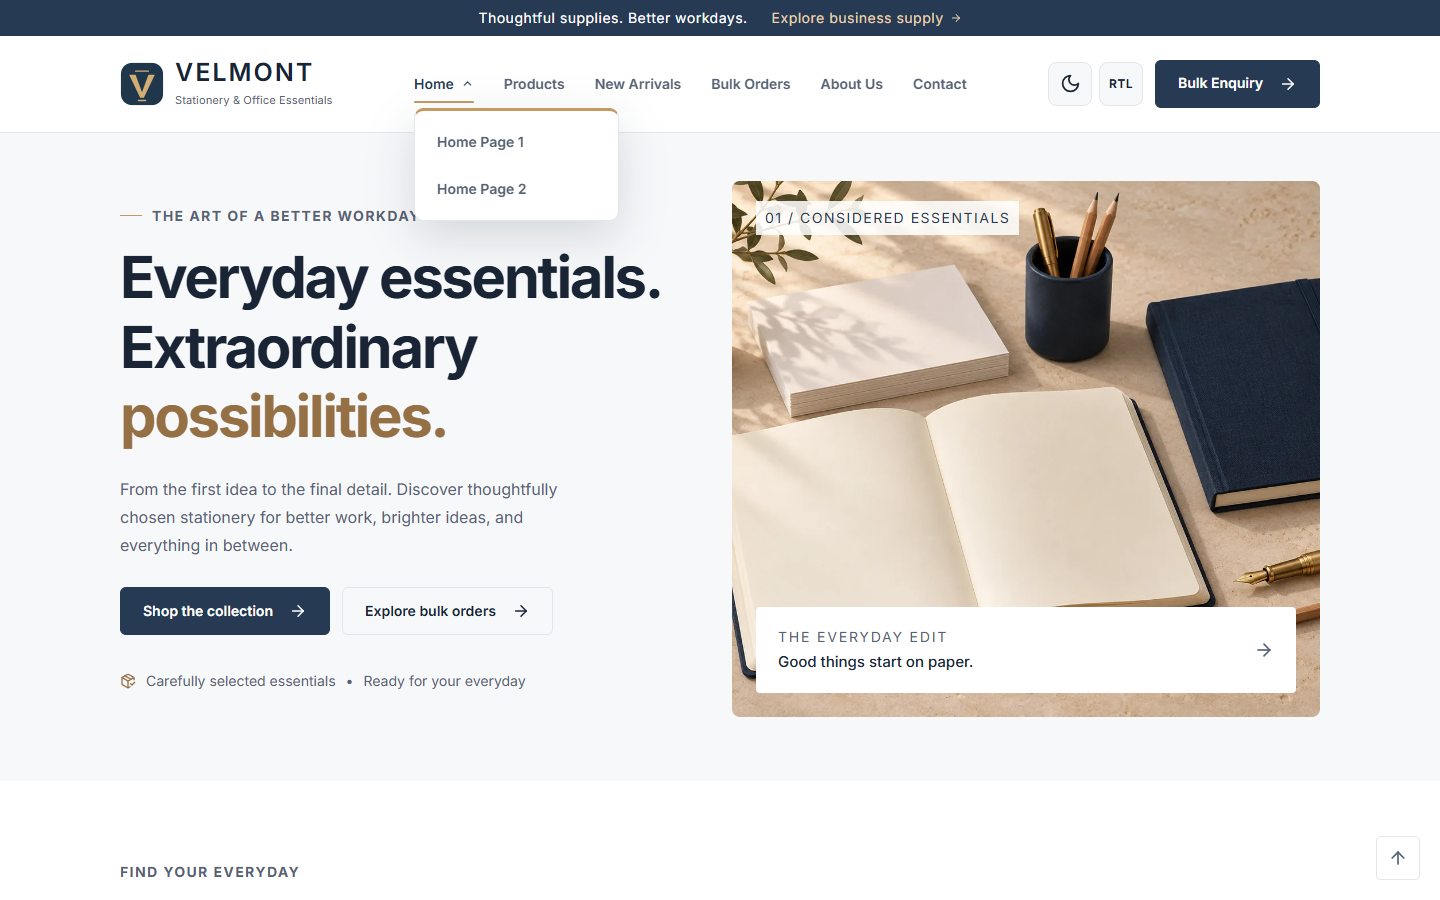 Thoughtful supplies. Better workdays. Explore business supply
VELMONT
Stationery & Office Essentials
Home Products New Arrivals Bulk Orders About Us Contact
RTL
Bulk Enquiry
Home Page 1
Home Page 2
THE ART OF A BETTER WORKDAY
Everyday essentials.
Extraordinary
possibilities.
From the first idea to the final detail. Discover thoughtfully
chosen stationery for better work, brighter ideas, and
everything in between.
Shop the collection
Explore bulk orders
Carefully selected essentials • Ready for your everyday
01 / CONSIDERED ESSENTIALS
THE EVERYDAY EDIT
Good things start on paper.
FIND YOUR EVERYDAY